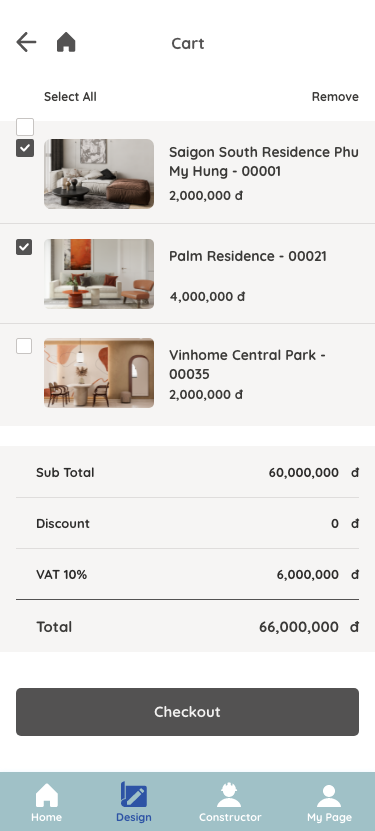 Cart
Select All
Remove
Saigon South Residence Phu
My Hung - 00001
2,000,000 đ
Palm Residence - 00021
4,000,000 đ
Vinhome Central Park -
00035
2,000,000 đ
Sub Total 60,000,000 đ
Discount 0 đ
VAT 10% 6,000,000 đ
Total 66,000,000 đ
Checkout
Home Design Constructor My Page